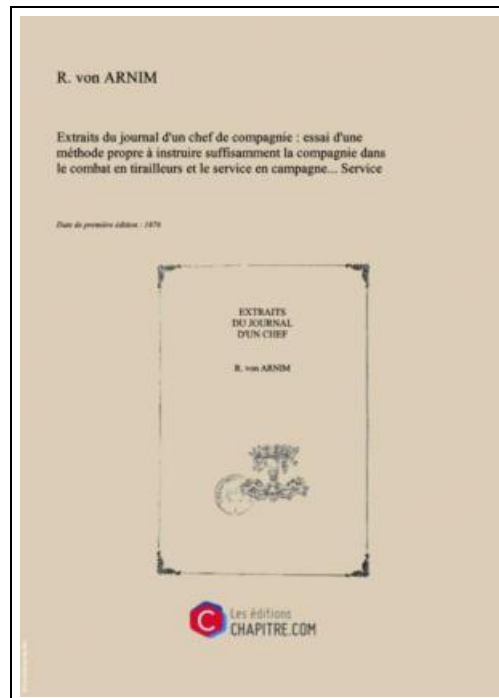 R. von ARNIM
Extraits du journal d'un chef de compagnie : essai d'une
méthode propre à instruire suffisamment la compagnie dans
le combat en tirailleurs et le service en campagne... Service
Date de première édition : 1876
EXTRAITS
DU JOURNAL
D'UN CHEF
R. von ARNIM
C
Les éditions
CHAPITRE.COM